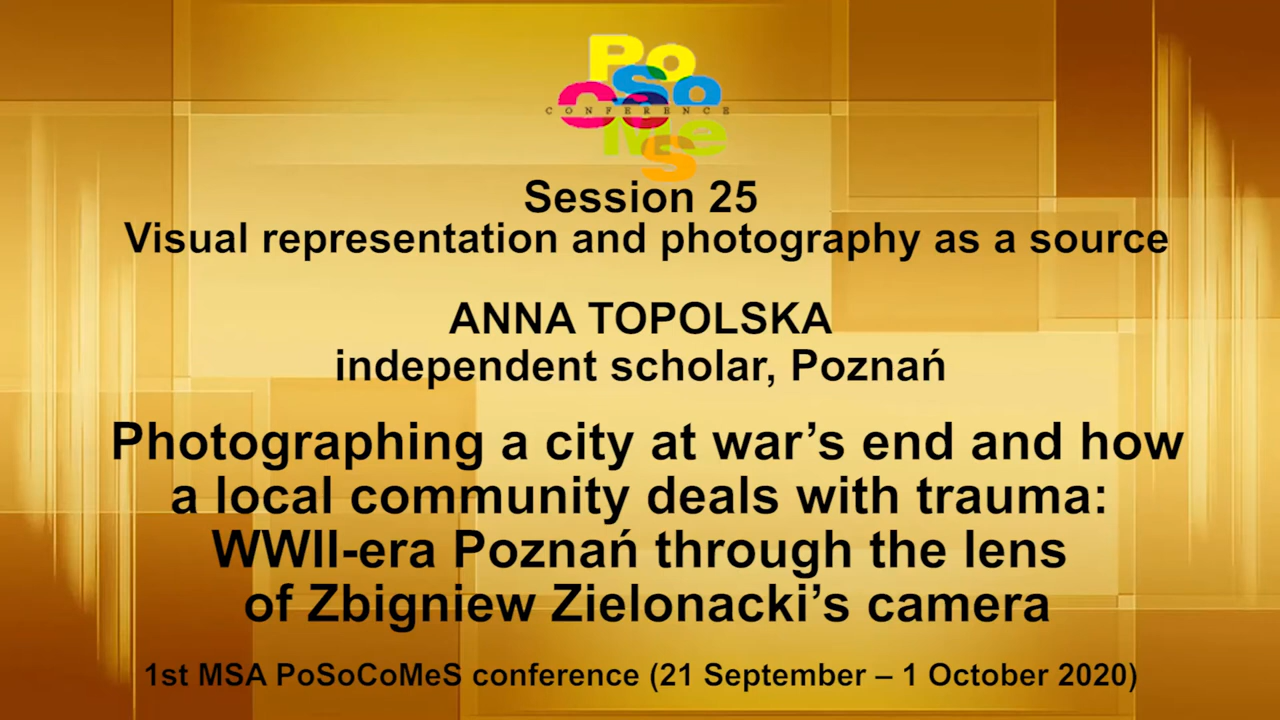 PoSoCoMeS
CONFERENCE
Session 25
Visual representation and photography as a source
ANNA TOPOLSKA
independent scholar, Poznań
Photographing a city at war’s end and how
a local community deals with trauma:
WWII-era Poznań through the lens
of Zbigniew Zielonacki’s camera
1st MSA PoSoCoMeS conference (21 September – 1 October 2020)